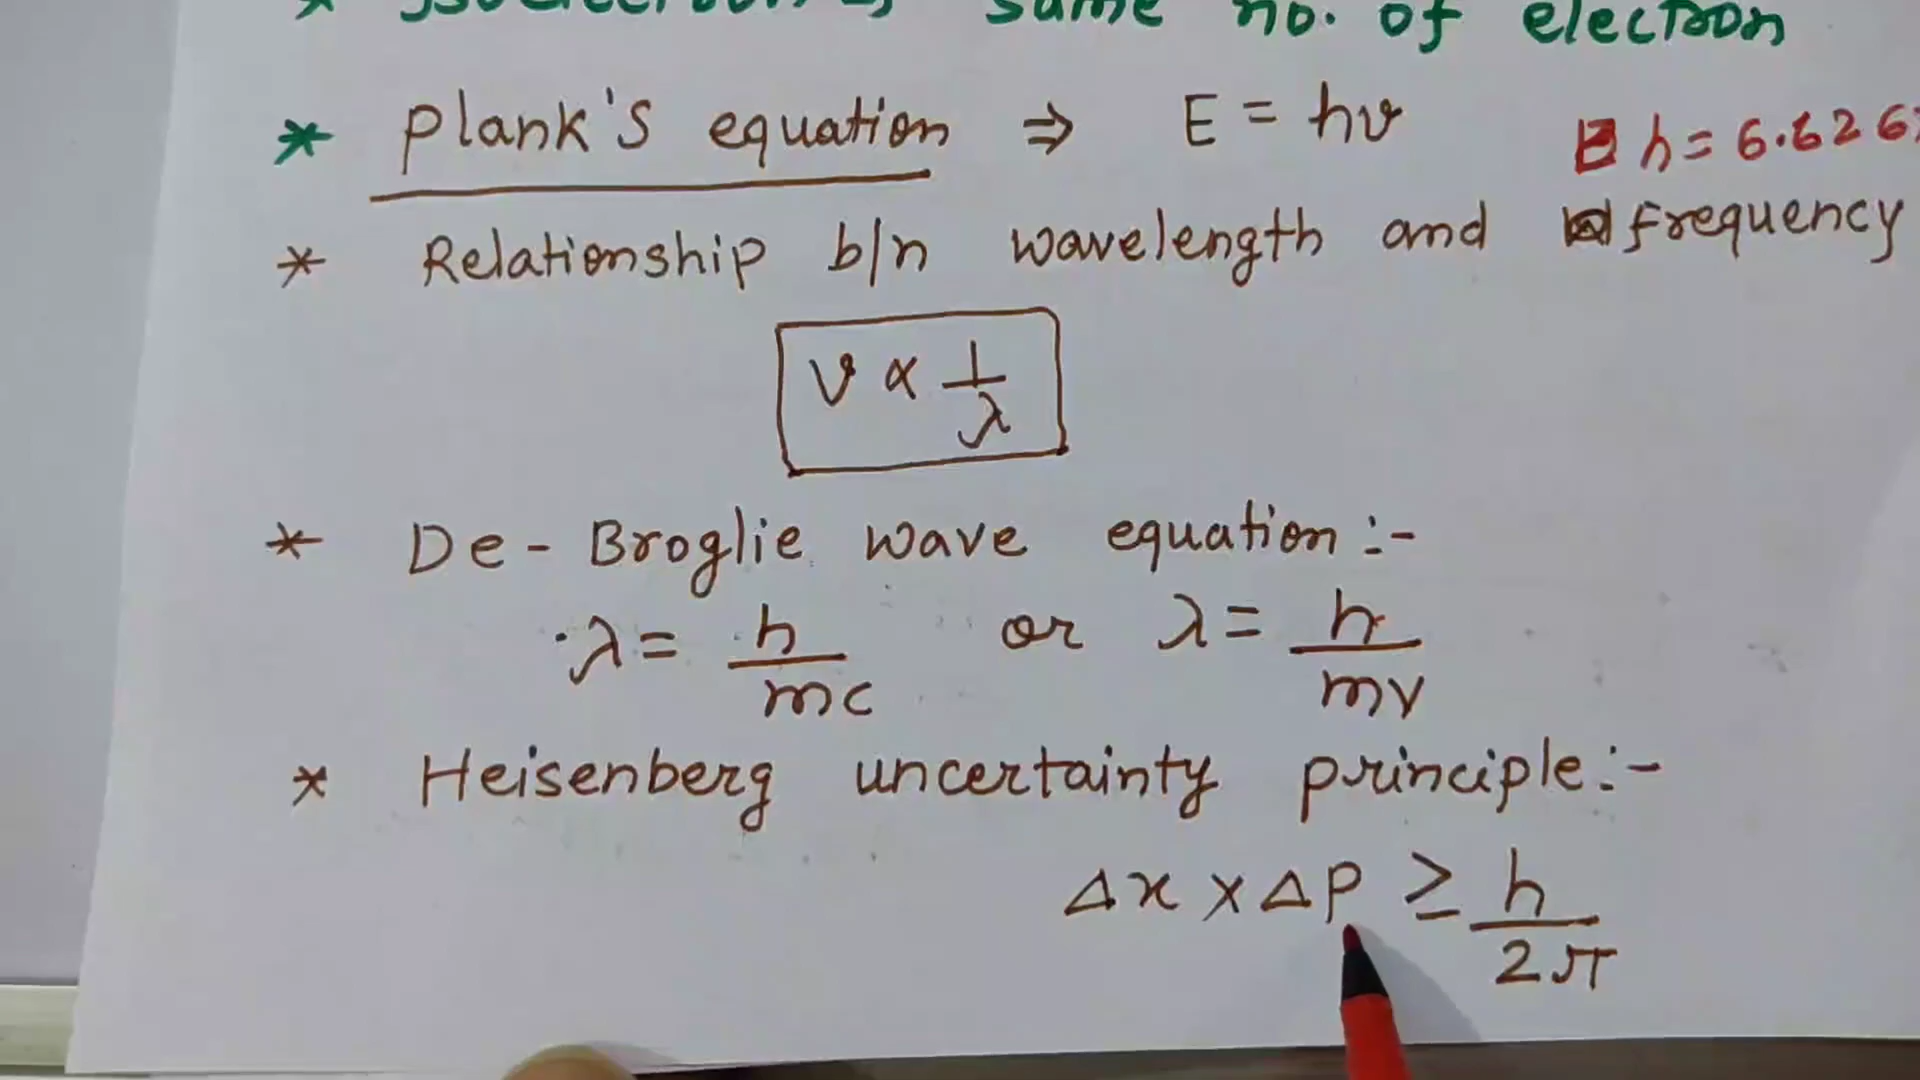 * same no. of electron
* Plank's equation ⇒ E = hν h = 6.626
* Relationship b/n wavelength and frequency
ν ∝ 1/λ
* De-Broglie wave equation:-
λ = h/mc or λ = h/mv
* Heisenberg uncertainty principle:-
Δx × Δp ≥ h/2π